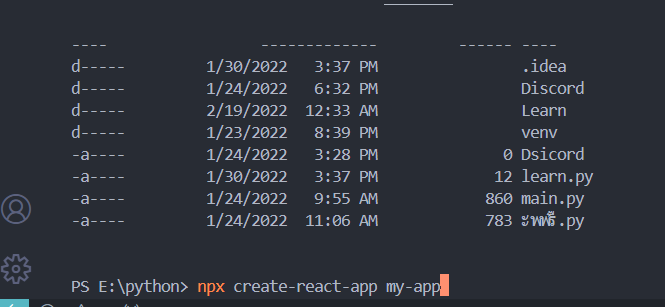 ---- ------------- ------ ----
d----- 1/30/2022 3:37 PM .idea
d----- 1/24/2022 6:32 PM Discord
d----- 2/19/2022 12:33 AM Learn
d----- 1/23/2022 8:39 PM venv
-a---- 1/24/2022 3:28 PM 0 Dsicord
-a---- 1/30/2022 3:37 PM 12 learn.py
-a---- 1/24/2022 9:55 AM 860 main.py
-a---- 1/24/2022 11:06 AM 783 .py
PS E:\python> npx create-react-app my-app